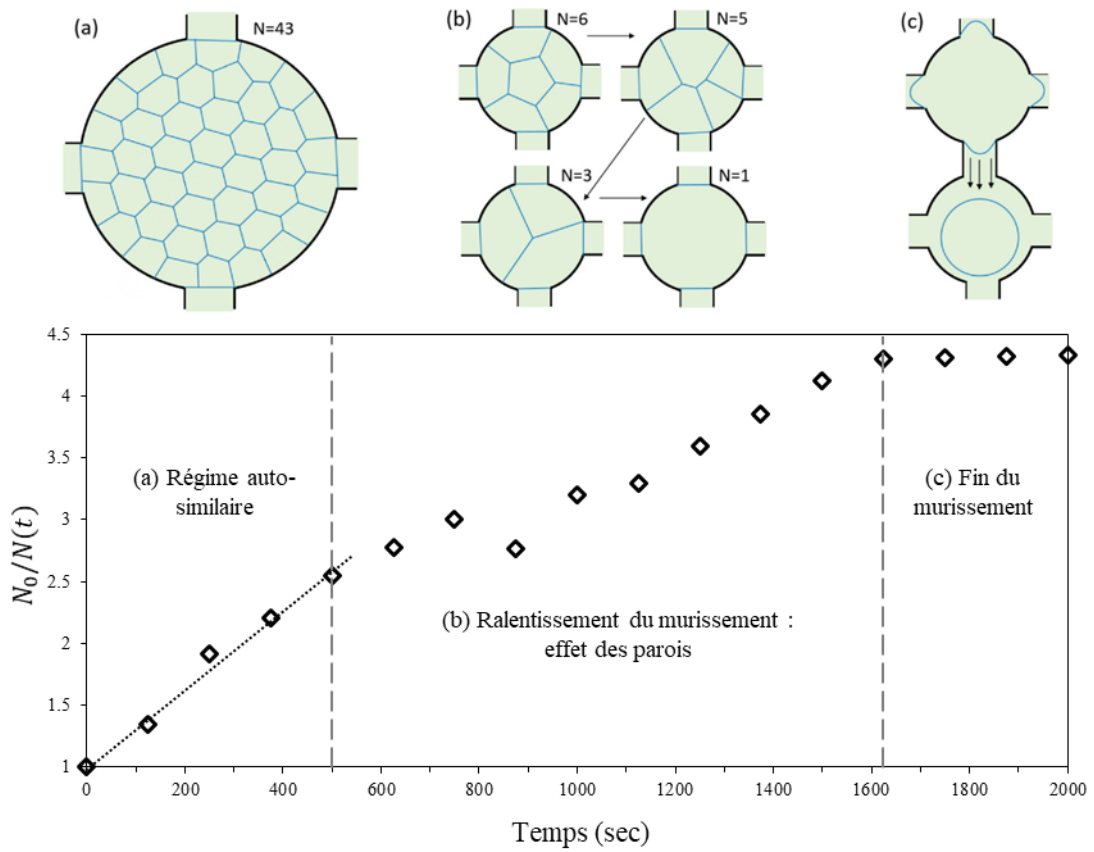 (a)
N=43
(b)
N=6
N=5
N=3
N=1
(c)
4.5
4
3.5
3
2.5
2
1.5
1
N₀/N(t)
(a) Régime auto-
similaire
(b) Ralentissement du murissement :
effet des parois
(c) Fin du
murissement
0 200 400 600 800 1000 1200 1400 1600 1800 2000
Temps (sec)